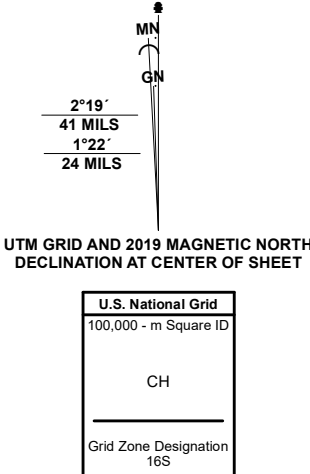 MN
GN
2°19´
41 MILS
1°22´
24 MILS
UTM GRID AND 2019 MAGNETIC NORTH
DECLINATION AT CENTER OF SHEET
U.S. National Grid
100,000 - m Square ID
CH
Grid Zone Designation
16S